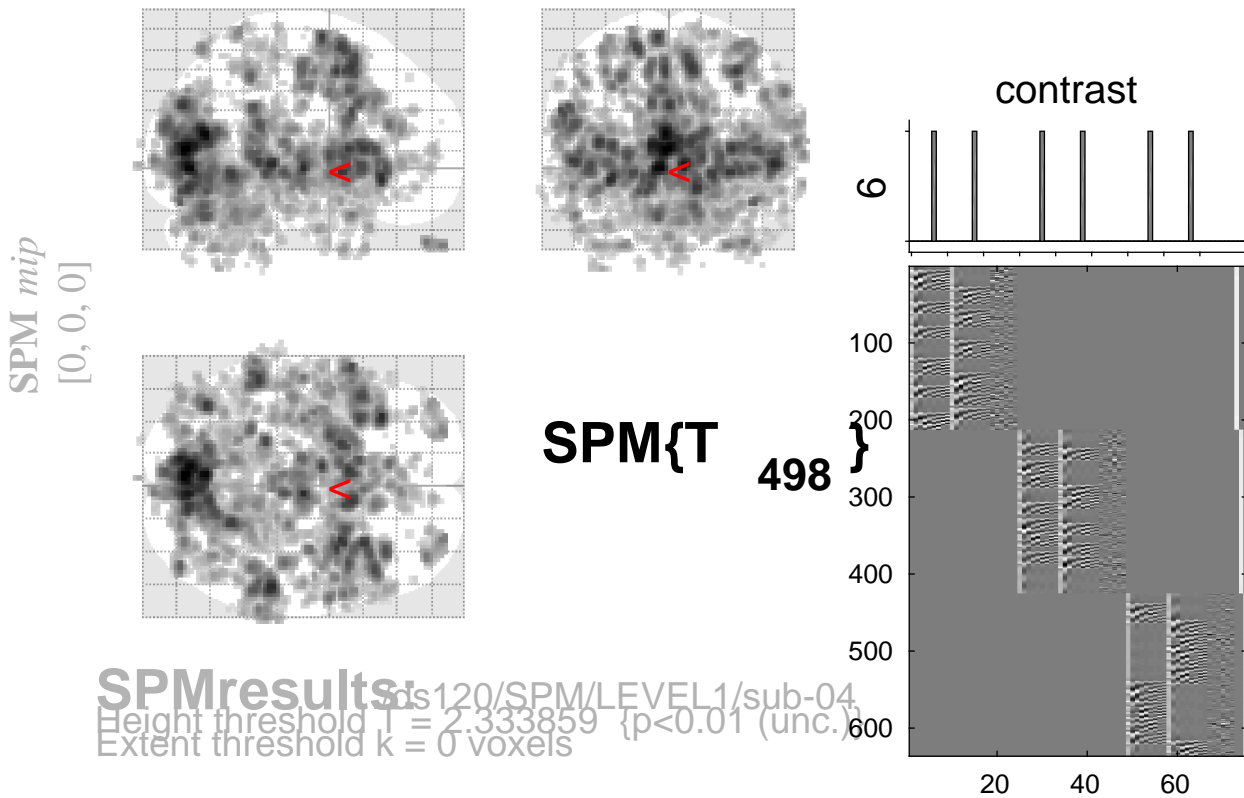 contrast
6
SPM mip
[0, 0, 0]
100
200
300
400
500
600
20 40 60
SPM{T498}
SPMresults: /ds120/SPM/LEVEL1/sub-04
Height threshold T = 2.333859 {p<0.01 (unc.)}
Extent threshold k = 0 voxels